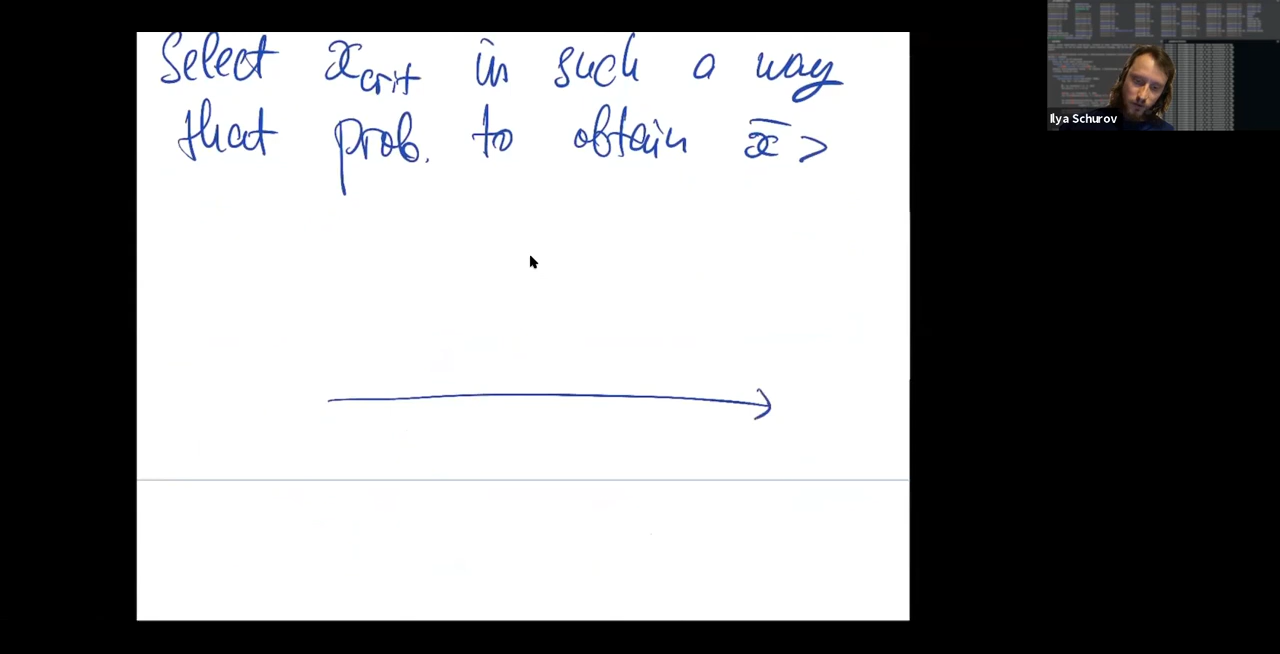 Select x_crit in such a way
that prob. to obtain x̄ >
Ilya Schurov